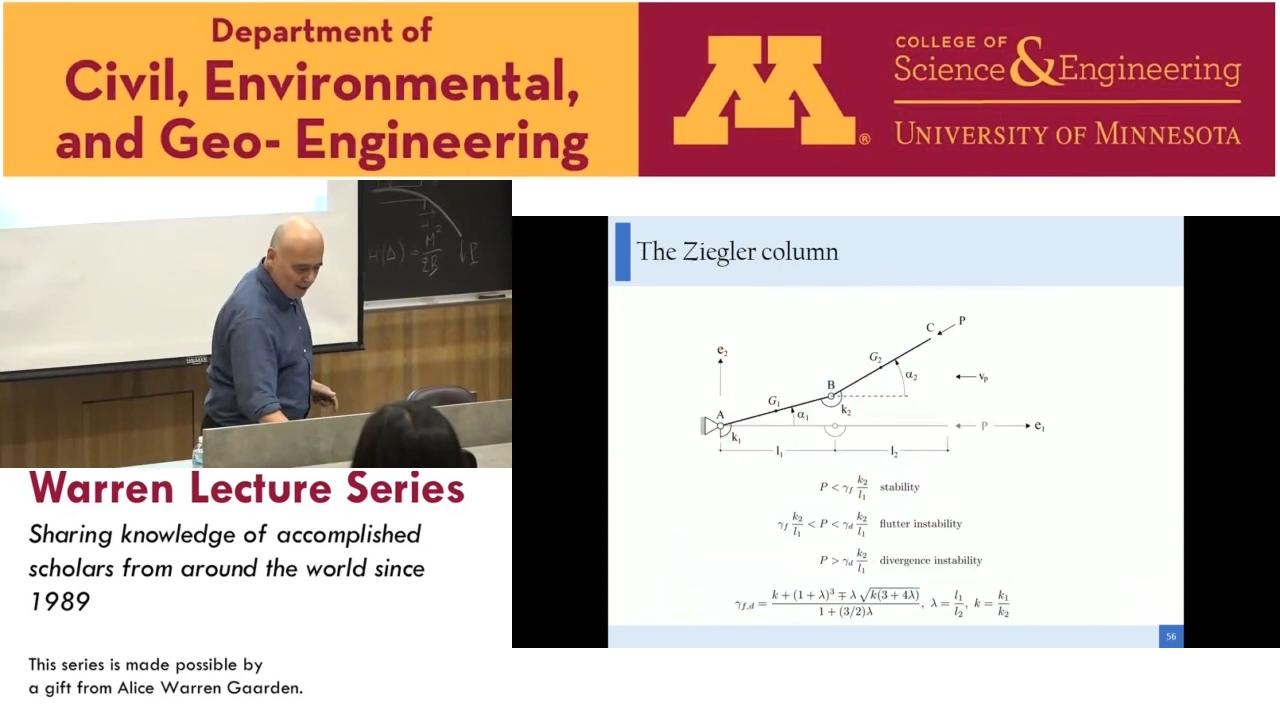 Department of
Civil, Environmental,
and Geo- Engineering
M ®
COLLEGE OF
Science & Engineering
UNIVERSITY OF MINNESOTA
H(Δ) = M² / 2B
P
Warren Lecture Series
Sharing knowledge of accomplished
scholars from around the world since
1989
This series is made possible by
a gift from Alice Warren Gaarden.
The Ziegler column
C P
e₂
G₂
α₂
vₚ
B
G₁
k₂
A
α₁
P
e₁
k₁
l₁ l₂
P < γf k₂/l₁ stability
γf k₂/l₁ < P < γd k₂/l₁ flutter instability
P > γd k₂/l₁ divergence instability
γf,d = k + (1 + λ)³ ∓ λ √k(3 + 4λ) / 1 + (3/2)λ , λ = l₁/l₂, k = k₁/k₂
56